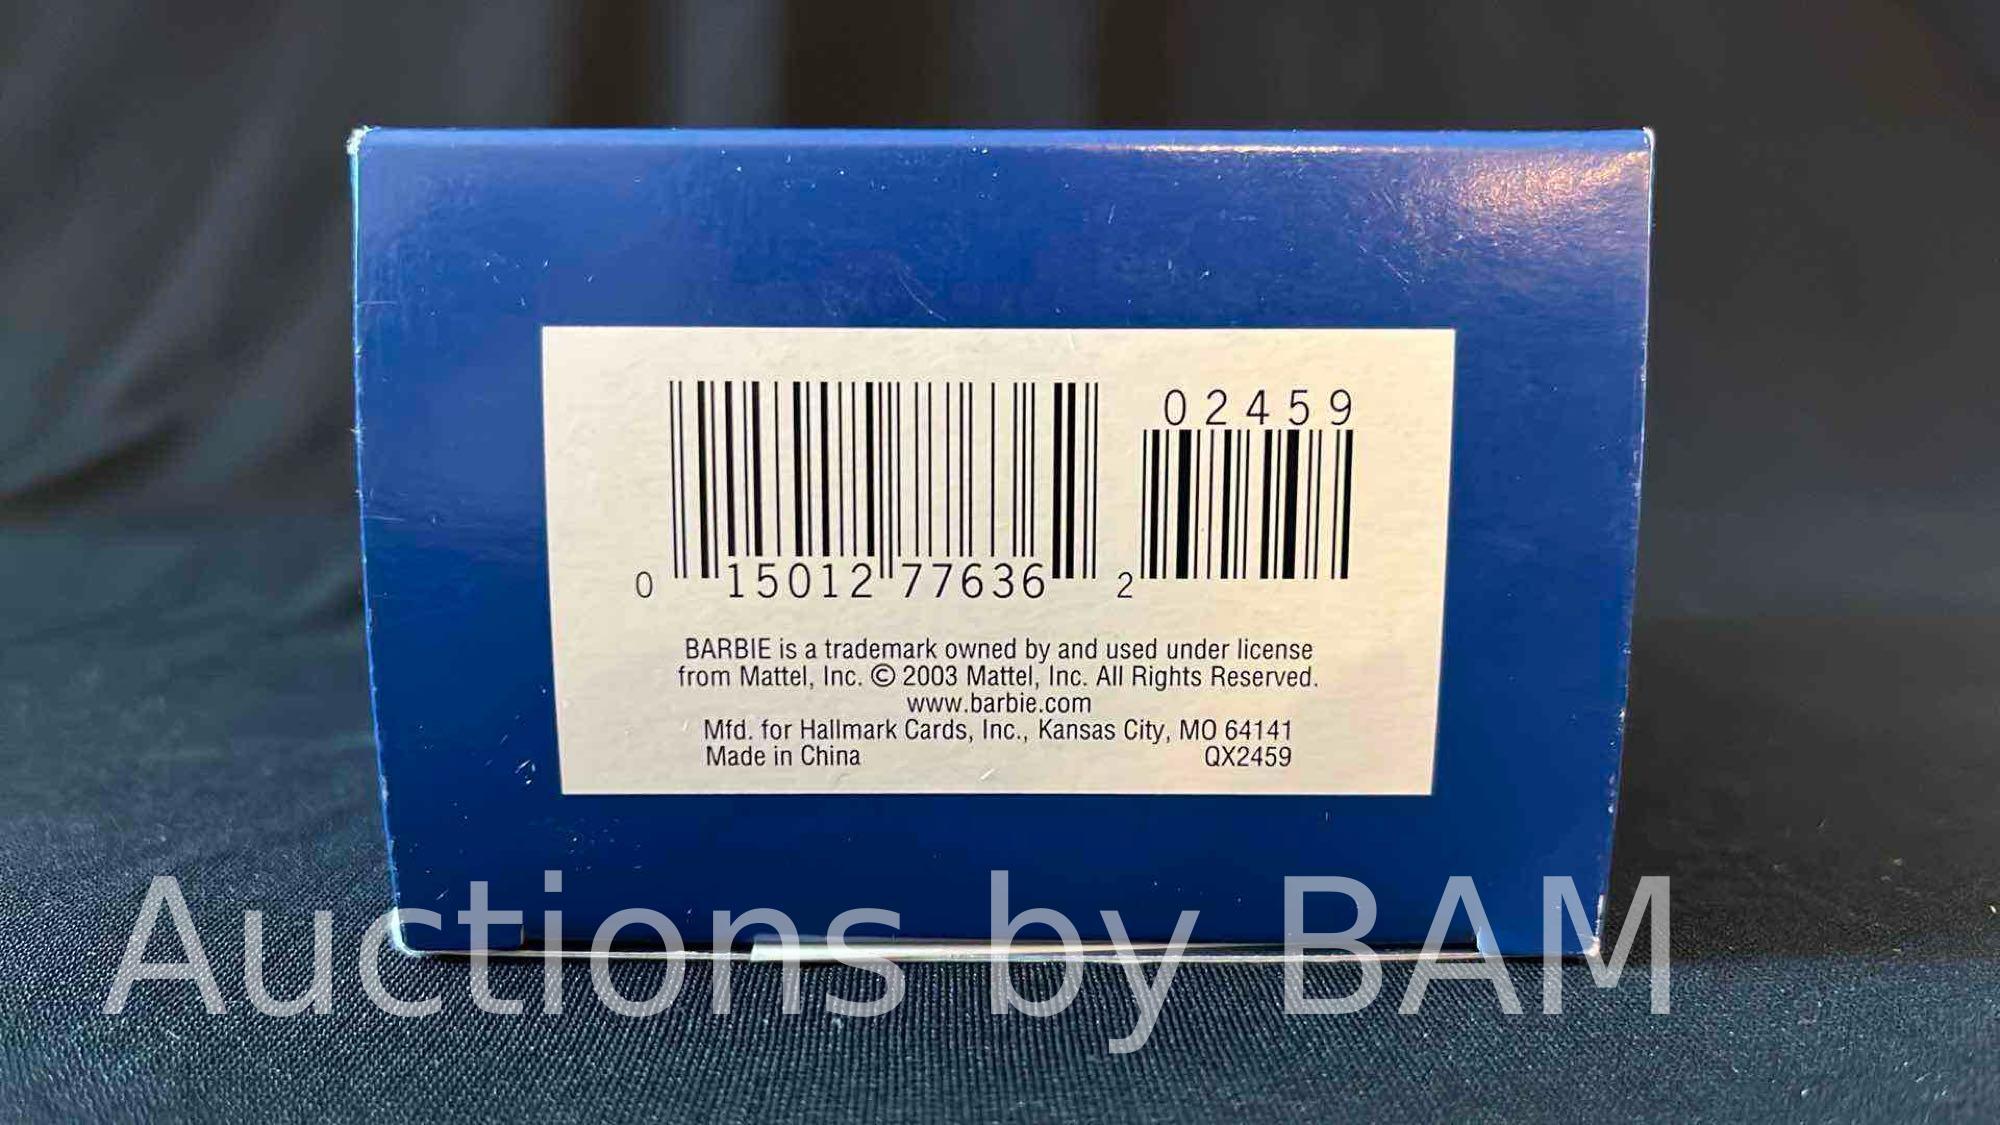 02459
0 15012 77636 2
BARBIE is a trademark owned by and used under license
from Mattel, Inc. © 2003 Mattel, Inc. All Rights Reserved.
www.barbie.com
Mfd. for Hallmark Cards, Inc., Kansas City, MO 64141
Made in China QX2459
Auctions by BAM